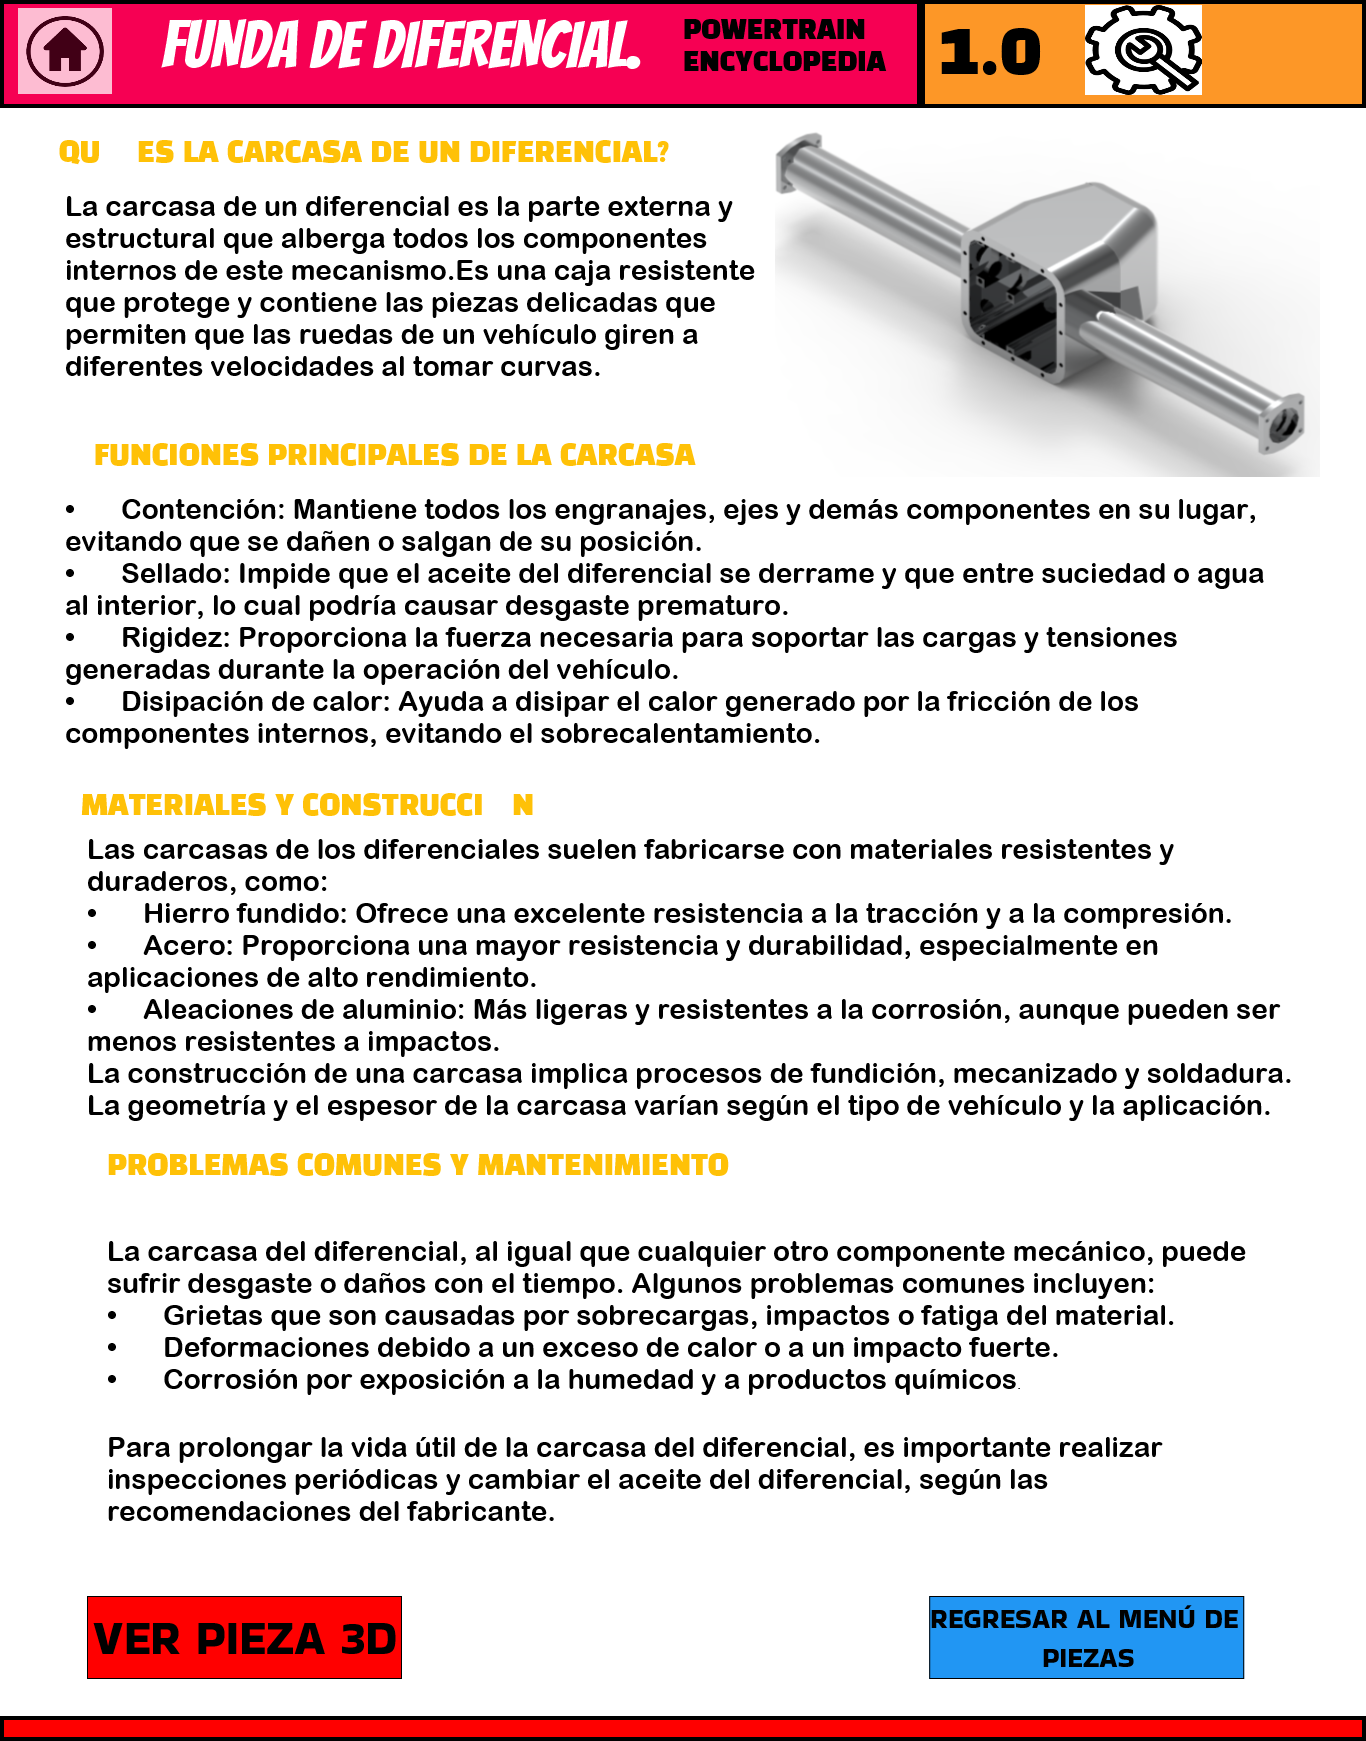 FUNDA DE DIFERENCIAL.
POWERTRAIN
ENCYCLOPEDIA
1.0
QU ES LA CARCASA DE UN DIFERENCIAL?
La carcasa de un diferencial es la parte externa y
estructural que alberga todos los componentes
internos de este mecanismo.Es una caja resistente
que protege y contiene las piezas delicadas que
permiten que las ruedas de un vehículo giren a
diferentes velocidades al tomar curvas.
FUNCIONES PRINCIPALES DE LA CARCASA
• Contención: Mantiene todos los engranajes, ejes y demás componentes en su lugar,
evitando que se dañen o salgan de su posición.
• Sellado: Impide que el aceite del diferencial se derrame y que entre suciedad o agua
al interior, lo cual podría causar desgaste prematuro.
• Rigidez: Proporciona la fuerza necesaria para soportar las cargas y tensiones
generadas durante la operación del vehículo.
• Disipación de calor: Ayuda a disipar el calor generado por la fricción de los
componentes internos, evitando el sobrecalentamiento.
MATERIALES Y CONSTRUCCI N
Las carcasas de los diferenciales suelen fabricarse con materiales resistentes y
duraderos, como:
• Hierro fundido: Ofrece una excelente resistencia a la tracción y a la compresión.
• Acero: Proporciona una mayor resistencia y durabilidad, especialmente en
aplicaciones de alto rendimiento.
• Aleaciones de aluminio: Más ligeras y resistentes a la corrosión, aunque pueden ser
menos resistentes a impactos.
La construcción de una carcasa implica procesos de fundición, mecanizado y soldadura.
La geometría y el espesor de la carcasa varían según el tipo de vehículo y la aplicación.
PROBLEMAS COMUNES Y MANTENIMIENTO
La carcasa del diferencial, al igual que cualquier otro componente mecánico, puede
sufrir desgaste o daños con el tiempo. Algunos problemas comunes incluyen:
• Grietas que son causadas por sobrecargas, impactos o fatiga del material.
• Deformaciones debido a un exceso de calor o a un impacto fuerte.
• Corrosión por exposición a la humedad y a productos químicos.
Para prolongar la vida útil de la carcasa del diferencial, es importante realizar
inspecciones periódicas y cambiar el aceite del diferencial, según las
recomendaciones del fabricante.
VER PIEZA 3D
REGRESAR AL MENÚ DE
PIEZAS